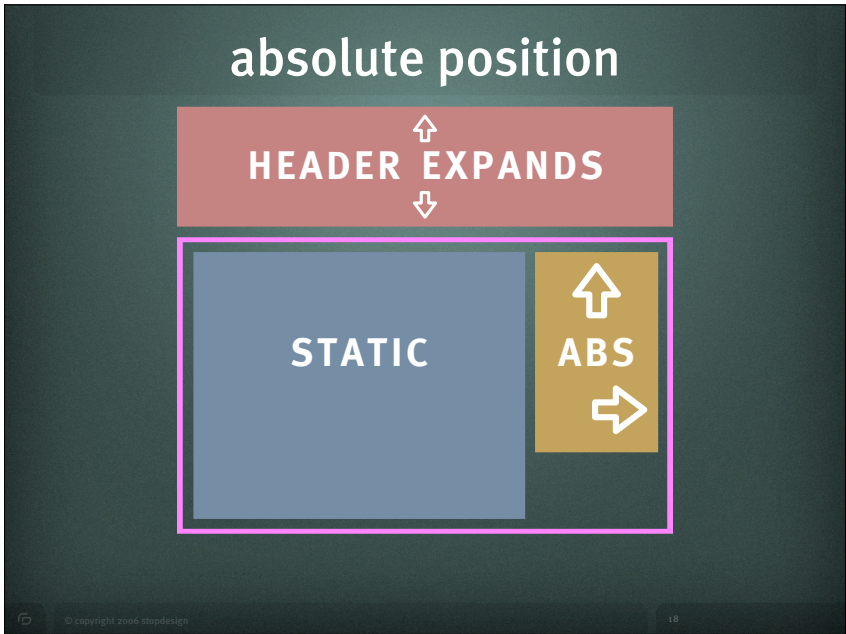 absolute position
HEADER EXPANDS
STATIC
ABS
© copyright 2006 stopdesign
18